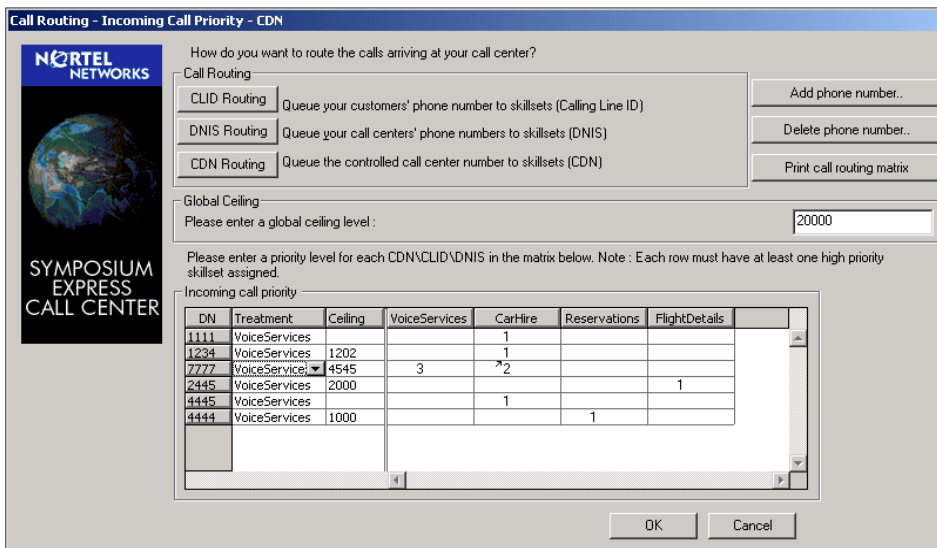 Call Routing - Incoming Call Priority - CDN
NORTEL
NETWORKS
SYMPOSIUM
EXPRESS
CALL CENTER
How do you want to route the calls arriving at your call center?
Call Routing
CLID Routing Queue your customers' phone number to skillsets (Calling Line ID)
DNIS Routing Queue your call centers' phone numbers to skillsets (DNIS)
CDN Routing Queue the controlled call center number to skillsets (CDN)
Add phone number..
Delete phone number..
Print call routing matrix
Global Ceiling
Please enter a global ceiling level : 20000
Please enter a priority level for each CDN\CLID\DNIS in the matrix below. Note : Each row must have at least one high priority
skillset assigned.
Incoming call priority
DN Treatment Ceiling VoiceServices CarHire Reservations FlightDetails
1111 VoiceServices 1
1234 VoiceServices 1202 1
7777 VoiceService: 4545 3 2
2445 VoiceServices 2000 1
4445 VoiceServices 1
4444 VoiceServices 1000 1
OK Cancel